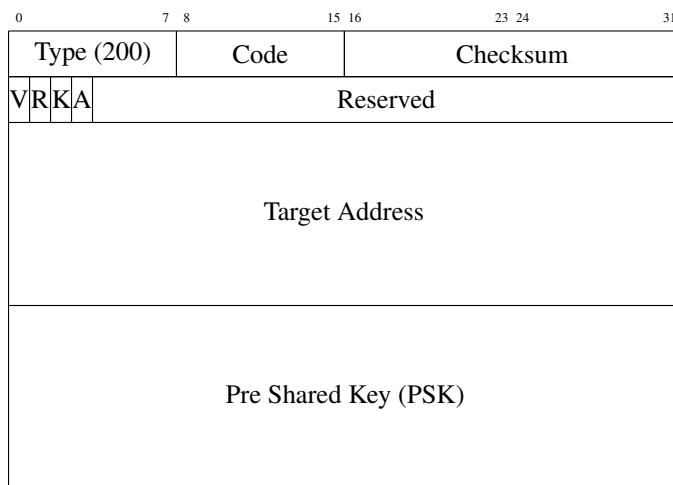 0 7 8 15 16 23 24 31
Type (200) Code Checksum
V R K A Reserved
Target Address
Pre Shared Key (PSK)